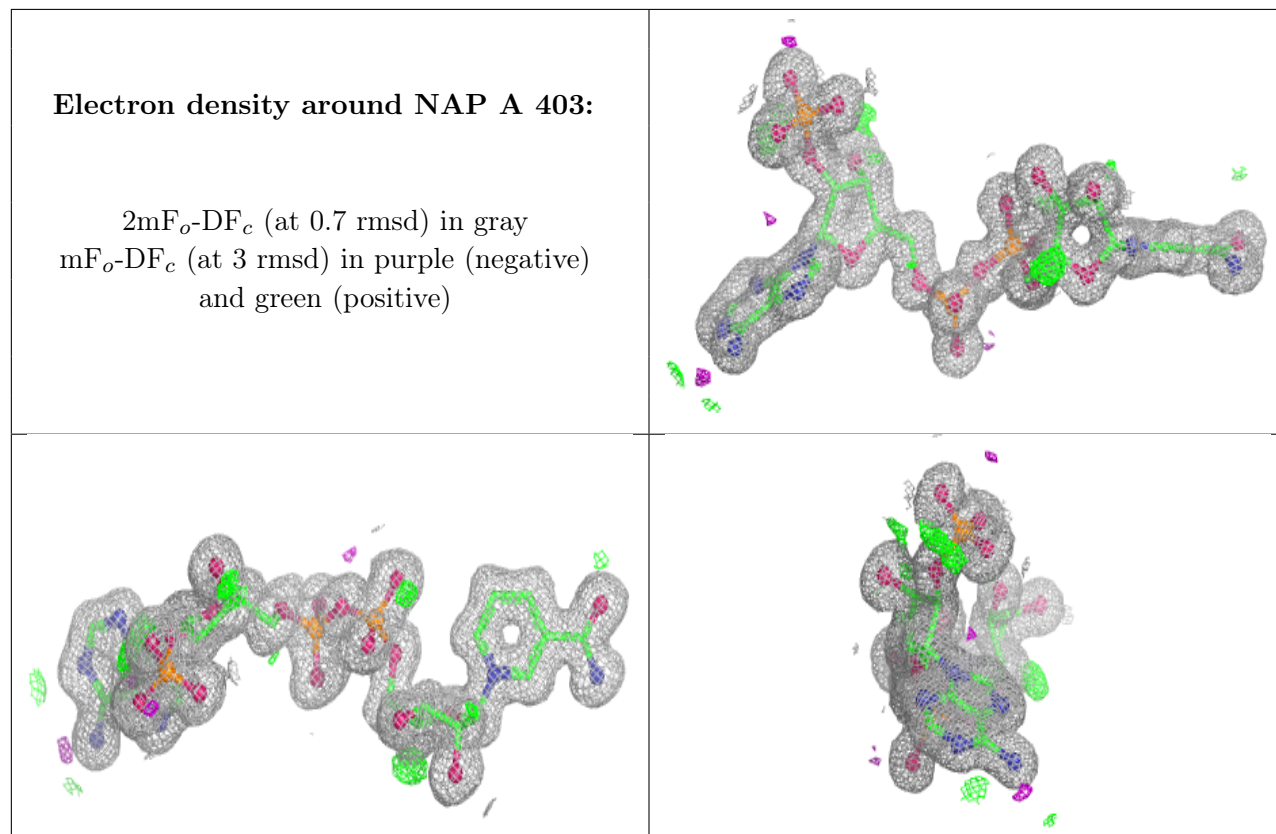 Electron density around NAP A 403:
2mFₒ-DF𝒸 (at 0.7 rmsd) in gray
mFₒ-DF𝒸 (at 3 rmsd) in purple (negative)
and green (positive)